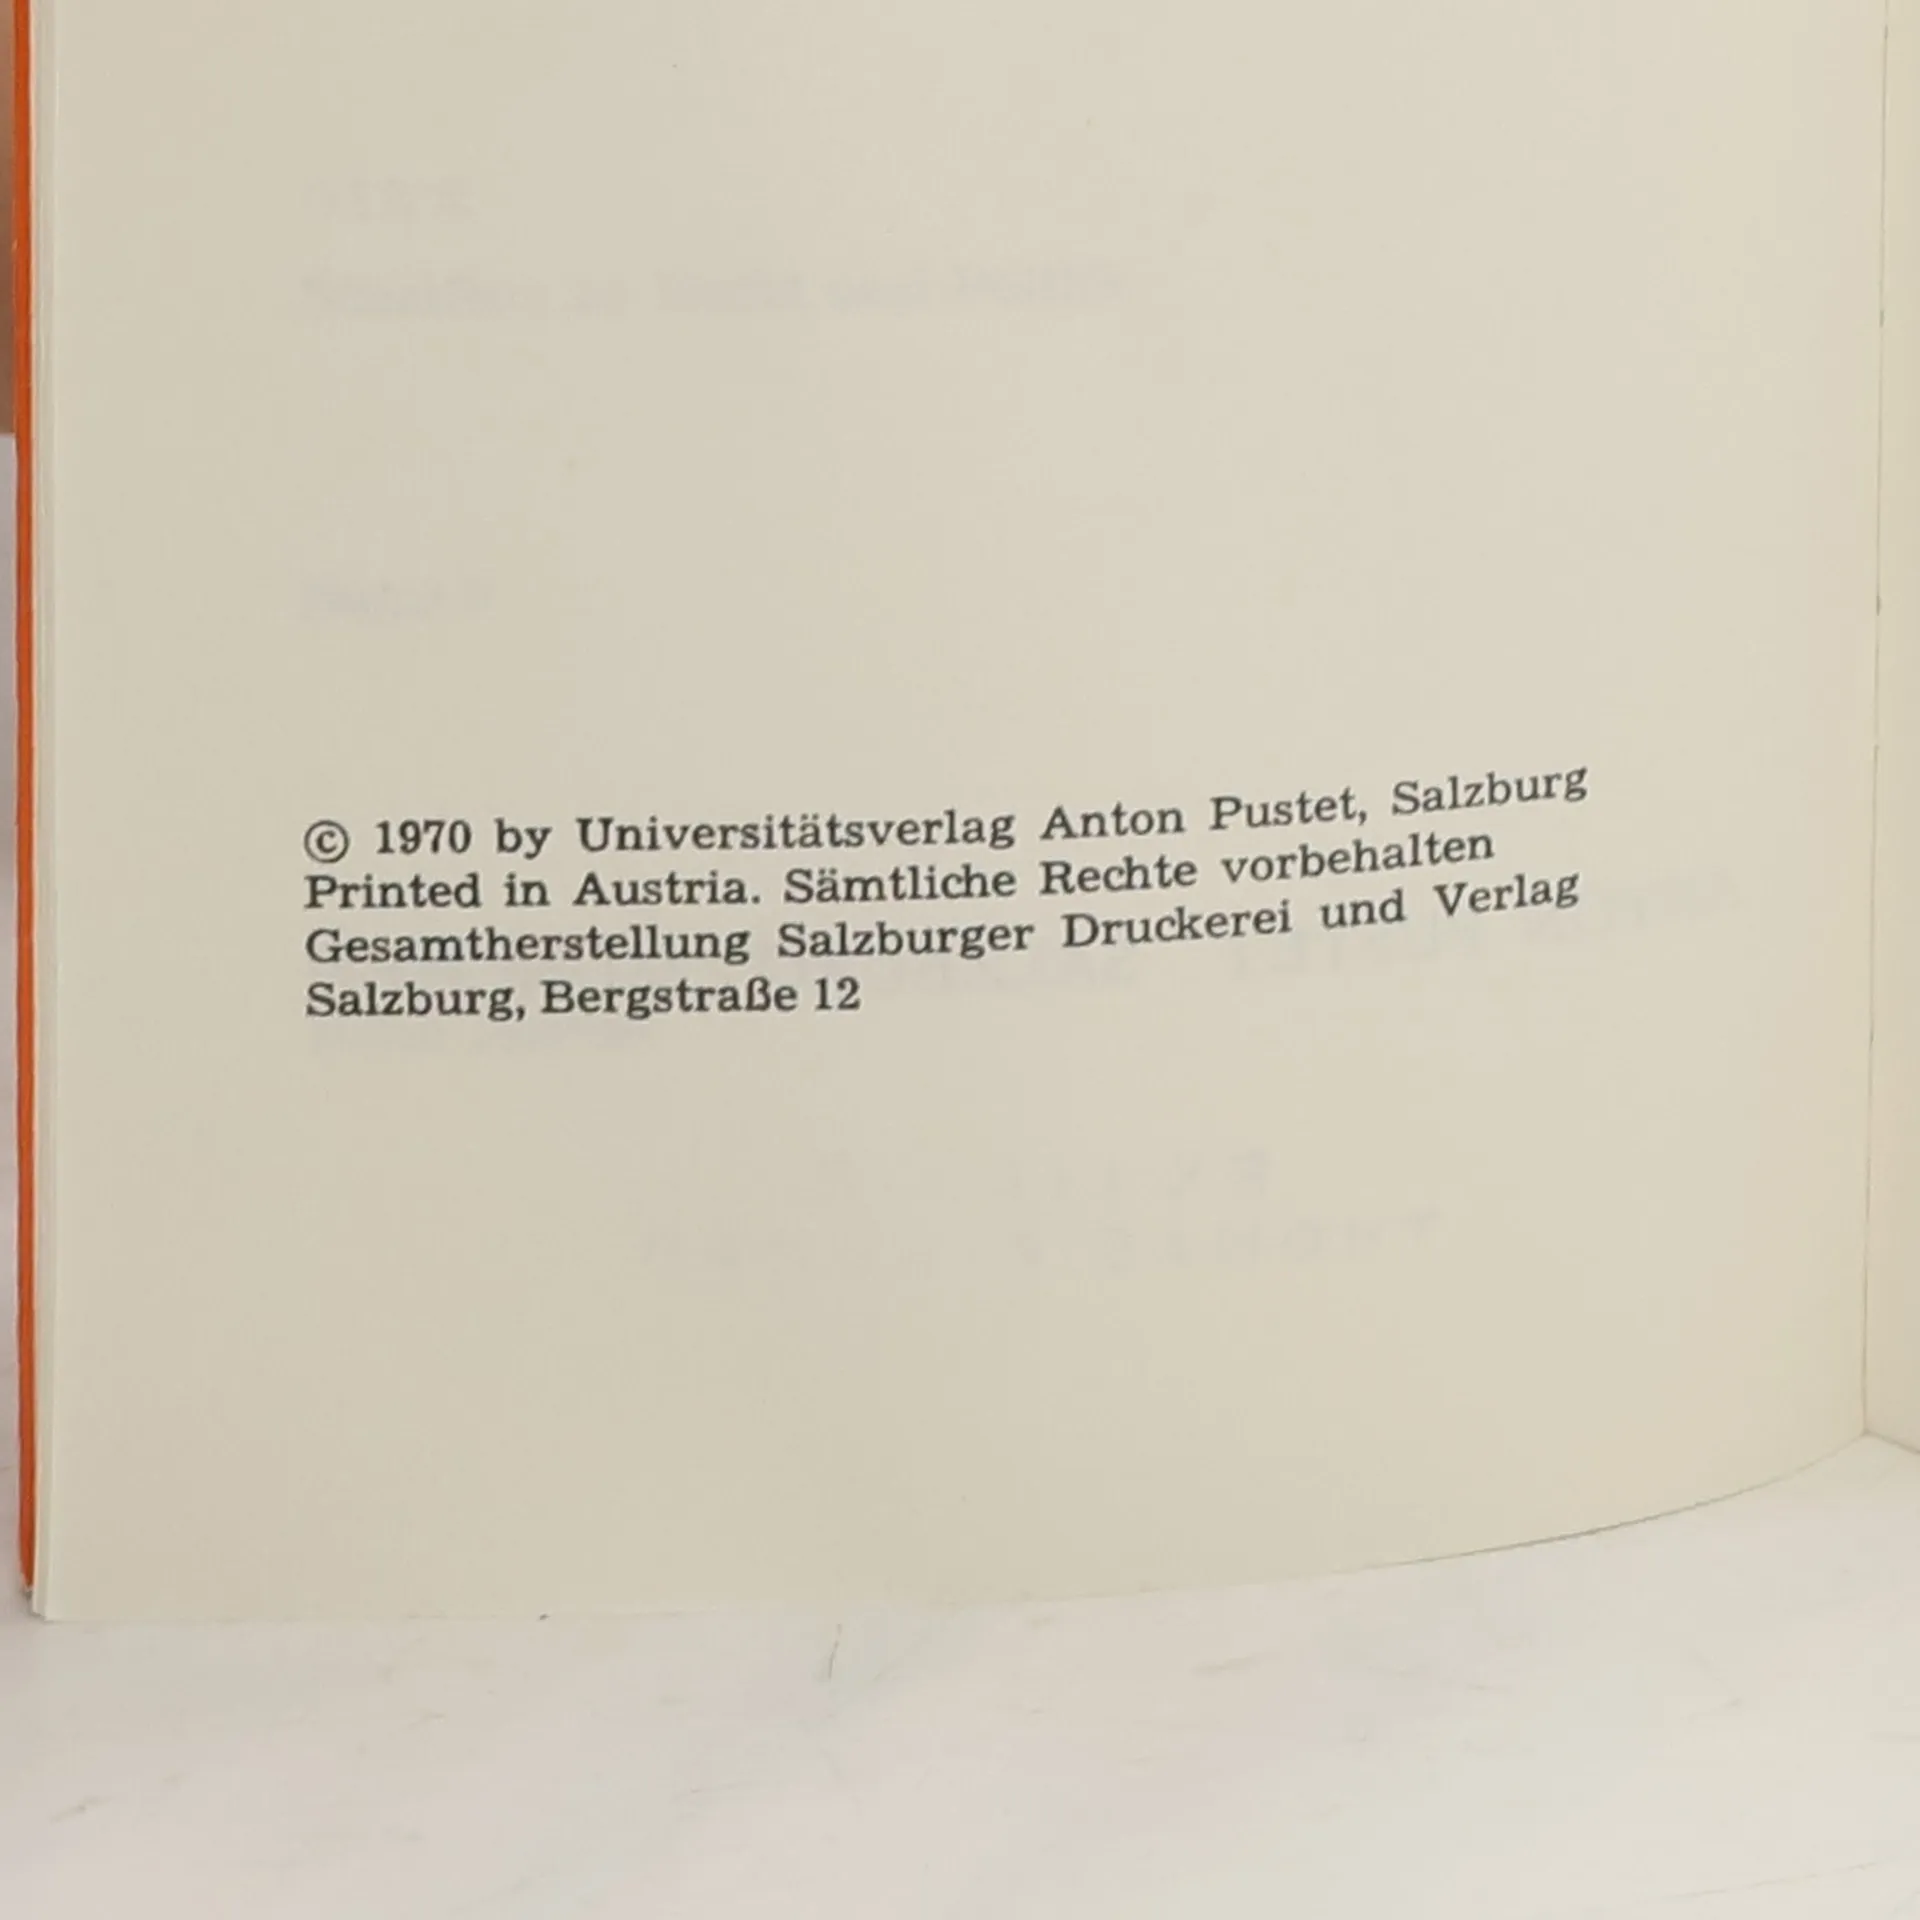 © 1970 by Universitätsverlag Anton Pustet, Salzburg
Printed in Austria. Sämtliche Rechte vorbehalten
Gesamtherstellung Salzburger Druckerei und Verlag
Salzburg, Bergstraße 12